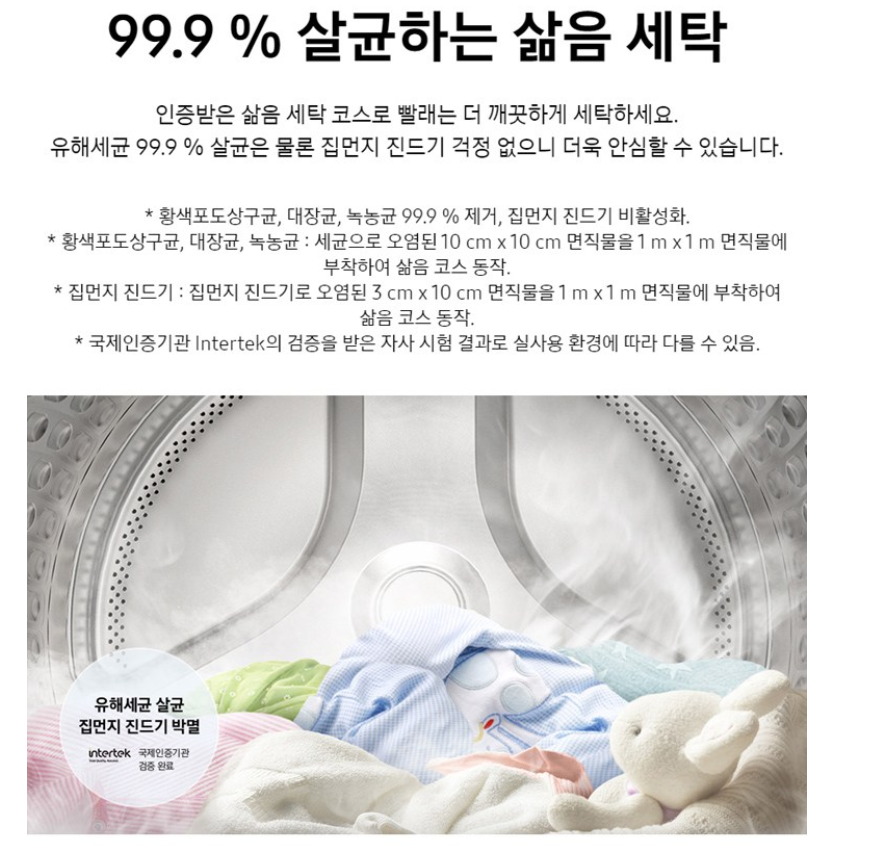 99.9 % 살균하는 삶음 세탁
인증받은 삶음 세탁 코스로 빨래는 더 깨끗하게 세탁하세요.
유해세균 99.9 % 살균은 물론 집먼지 진드기 걱정 없으니 더욱 안심할 수 있습니다.
* 황색포도상구균, 대장균, 녹농균 99.9 % 제거, 집먼지 진드기 비활성화.
* 황색포도상구균, 대장균, 녹농균 : 세균으로 오염된 10 cm x 10 cm 면직물을 1 m x 1 m 면직물에
부착하여 삶음 코스 동작.
* 집먼지 진드기 : 집먼지 진드기로 오염된 3 cm x 10 cm 면직물을 1 m x 1 m 면직물에 부착하여
삶음 코스 동작.
* 국제인증기관 Intertek의 검증을 받은 자사 시험 결과로 실사용 환경에 따라 다를 수 있음.
유해세균 살균
집먼지 진드기 박멸
intertek 국제인증기관
검증 완료